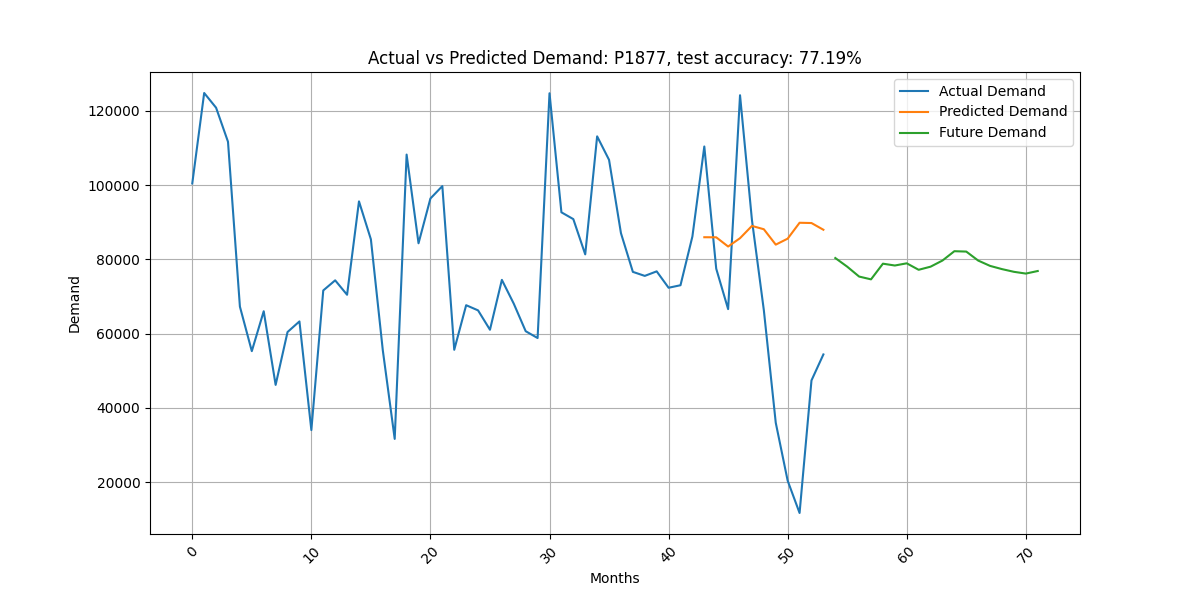 Actual vs Predicted Demand: P1877, test accuracy: 77.19%
Actual Demand
Predicted Demand
Future Demand
120000
100000
80000
60000
40000
20000
Demand
0 10 20 30 40 50 60 70
Months